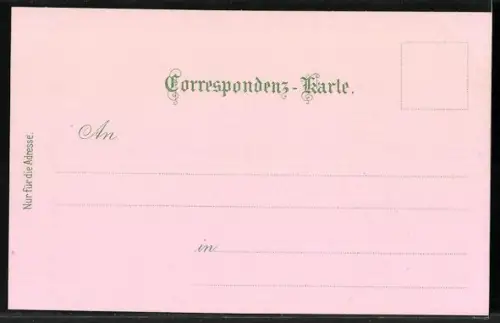 Correspondenz-Karte.
An
in
Nur für die Adresse.